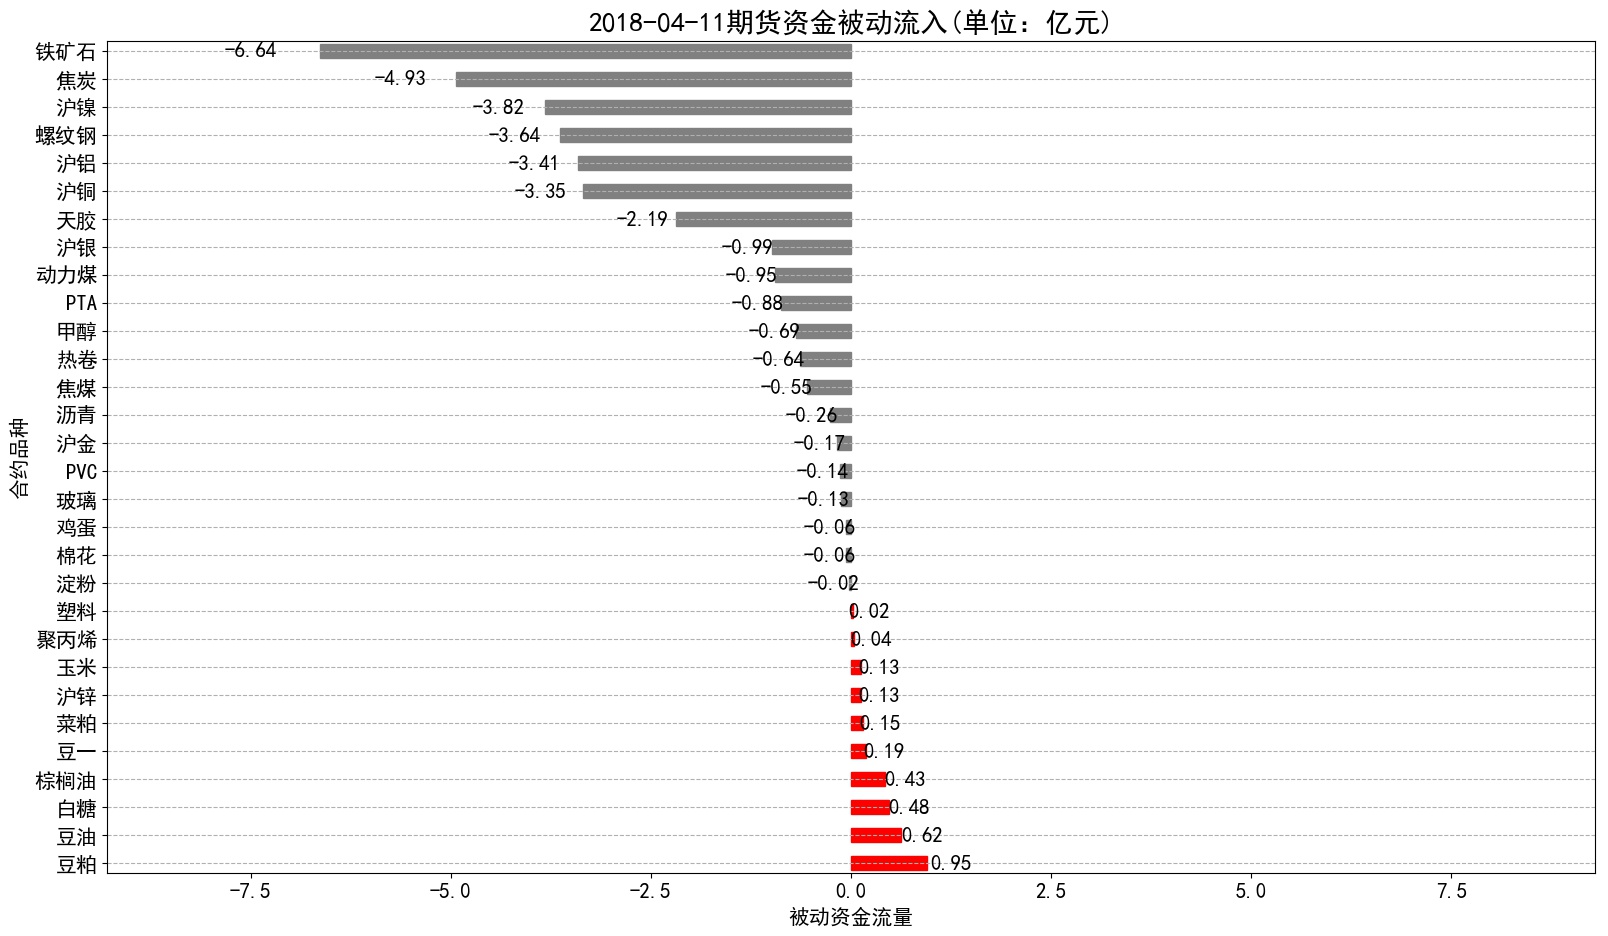 2018-04-11期货资金被动流入(单位：亿元)
铁矿石 -6.64
焦炭 -4.93
沪镍 -3.82
螺纹钢 -3.64
沪铝 -3.41
沪铜 -3.35
天胶 -2.19
沪银 -0.99
动力煤 -0.95
PTA -0.88
甲醇 -0.69
热卷 -0.64
焦煤 -0.55
沥青 -0.26
沪金 -0.17
PVC -0.14
玻璃 -0.13
鸡蛋 -0.06
棉花 -0.06
淀粉 -0.02
塑料 0.02
聚丙烯 0.04
玉米 0.13
沪锌 0.13
菜粕 0.15
豆一 0.19
棕榈油 0.43
白糖 0.48
豆油 0.62
豆粕 0.95
合约品种
-7.5 -5.0 -2.5 0.0 2.5 5.0 7.5
被动资金流量